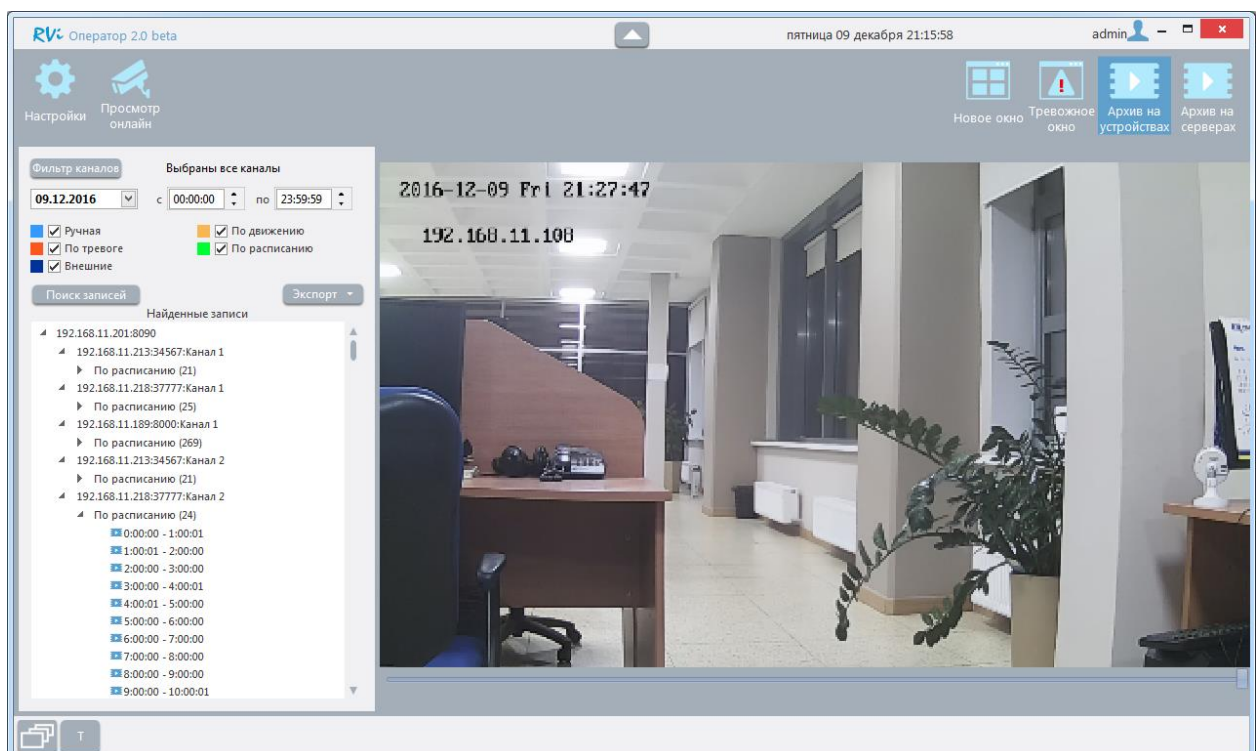 RVi Оператор 2.0 beta
пятница 09 декабря 21:15:58
admin
Настройки
Просмотр онлайн
Новое окно
Тревожное окно
Архив на устройствах
Архив на серверах
Фильтр каналов
Выбраны все каналы
09.12.2016 с 00:00:00 по 23:59:59
Ручная
По движению
По тревоге
По расписанию
Внешние
Поиск записей
Экспорт
Найденные записи
192.168.11.201:8090
192.168.11.213:34567:Канал 1
По расписанию (21)
192.168.11.218:37777:Канал 1
По расписанию (25)
192.168.11.189:8000:Канал 1
По расписанию (269)
192.168.11.213:34567:Канал 2
По расписанию (21)
192.168.11.218:37777:Канал 2
По расписанию (24)
0:00:00 - 1:00:01
1:00:01 - 2:00:00
2:00:00 - 3:00:00
3:00:00 - 4:00:01
4:00:01 - 5:00:00
5:00:00 - 6:00:00
6:00:00 - 7:00:00
7:00:00 - 8:00:00
8:00:00 - 9:00:00
9:00:00 - 10:00:01
2016-12-09 Fri 21:27:47
192.168.11.108
Т